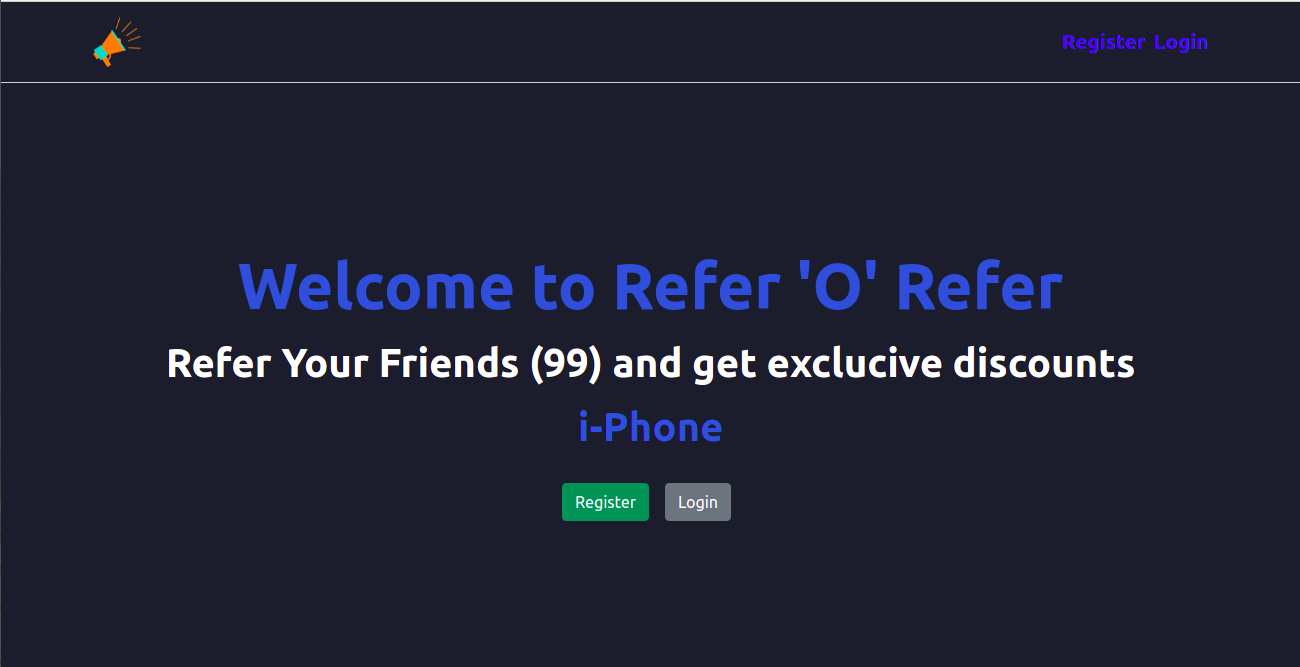 Register Login
Welcome to Refer 'O' Refer
Refer Your Friends (99) and get exclucive discounts
i-Phone
Register Login